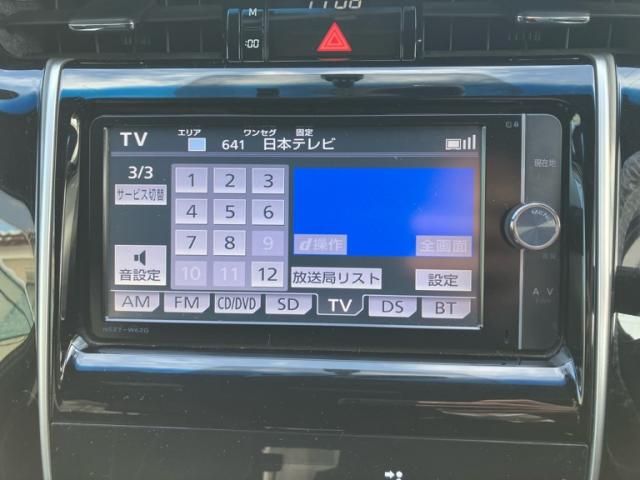 M
:00
TV エリア ワンセグ 固定
641 日本テレビ
3/3
サービス切替
1 2 3
4 5 6
7 8 9
10 11 12
d操作 全画面
音設定
放送局リスト 設定
AM FM CD/DVD SD TV DS BT
NSZT-W62G
現在地
A V